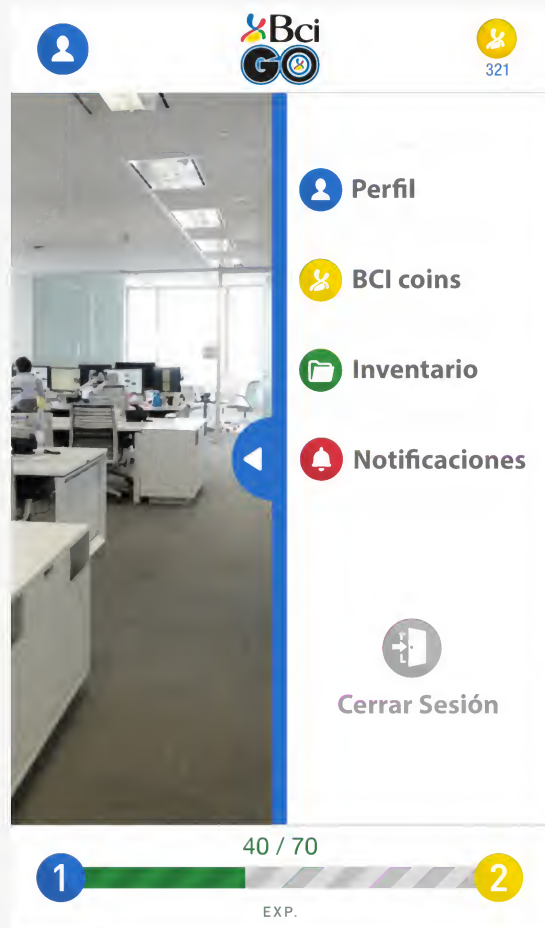 Bci
GO
321
Perfil
BCI coins
Inventario
Notificaciones
Cerrar Sesión
40 / 70
1
2
EXP.